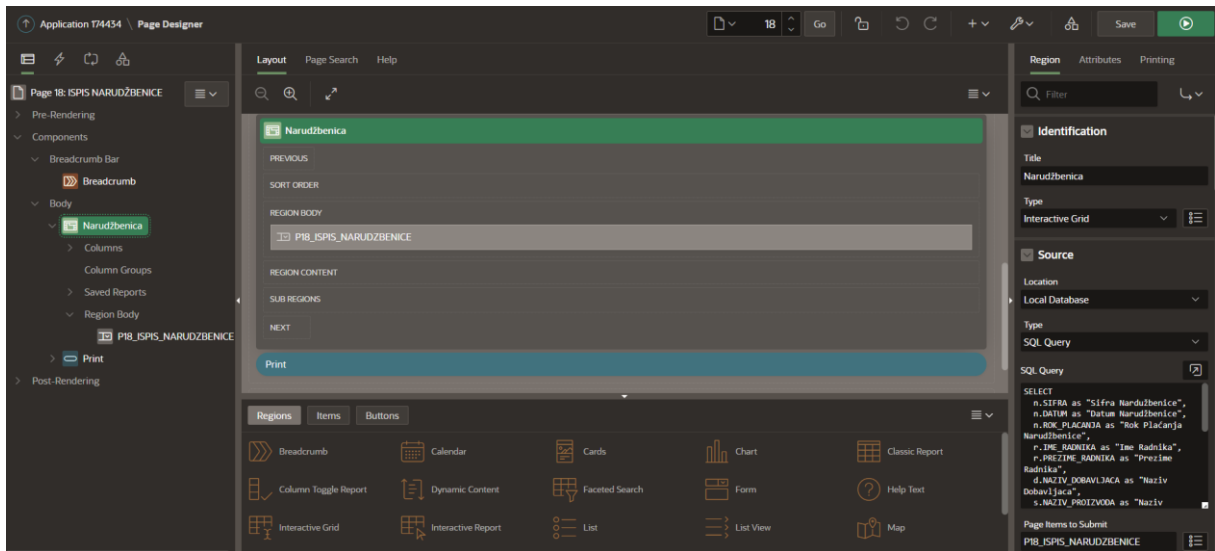 Application 174434 \ Page Designer
18
Go
Save
Page 18: ISPIS NARUDŽBENICE
Pre-Rendering
Components
Breadcrumb Bar
Breadcrumb
Body
Narudžbenica
Columns
Column Groups
Saved Reports
Region Body
P18_ISPIS_NARUDZBENICE
Print
Post-Rendering
Layout Page Search Help
Narudžbenica
PREVIOUS
SORT ORDER
REGION BODY
P18_ISPIS_NARUDZBENICE
REGION CONTENT
SUB REGIONS
NEXT
Print
Regions Items Buttons
Breadcrumb Calendar Cards Chart Classic Report
Column Toggle Report Dynamic Content Faceted Search Form Help Text
Interactive Grid Interactive Report List List View Map
Region Attributes Printing
Filter
Identification
Title
Narudžbenica
Type
Interactive Grid
Source
Location
Local Database
Type
SQL Query
SQL Query
SELECT
n.SIFRA as "Sifra Nardužbenice",
n.DATUM as "Datum Narudžbenice",
n.ROK_PLACANJA as "Rok Plaćanja
Narudžbenice",
r.IME_RADNIKA as "Ime Radnika",
r.PREZIME_RADNIKA as "Prezime
Radnika",
d.NAZIV_DOBAVLJACA as "Naziv
Dobavljaca",
s.NAZIV_PROIZVODA as "Naziv
Page Items to Submit
P18_ISPIS_NARUDZBENICE